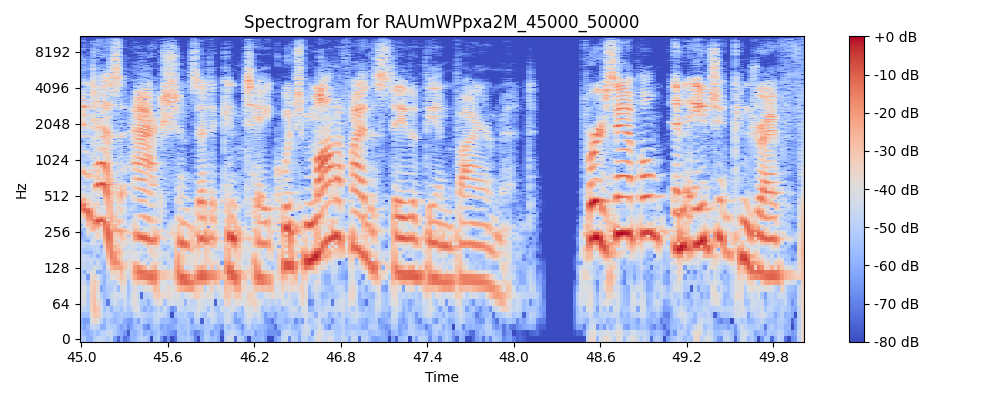 Spectrogram for RAUmWPpxa2M_45000_50000
Hz
8192
4096
2048
1024
512
256
128
64
0
45.0 45.6 46.2 46.8 47.4 48.0 48.6 49.2 49.8
Time
+0 dB
-10 dB
-20 dB
-30 dB
-40 dB
-50 dB
-60 dB
-70 dB
-80 dB